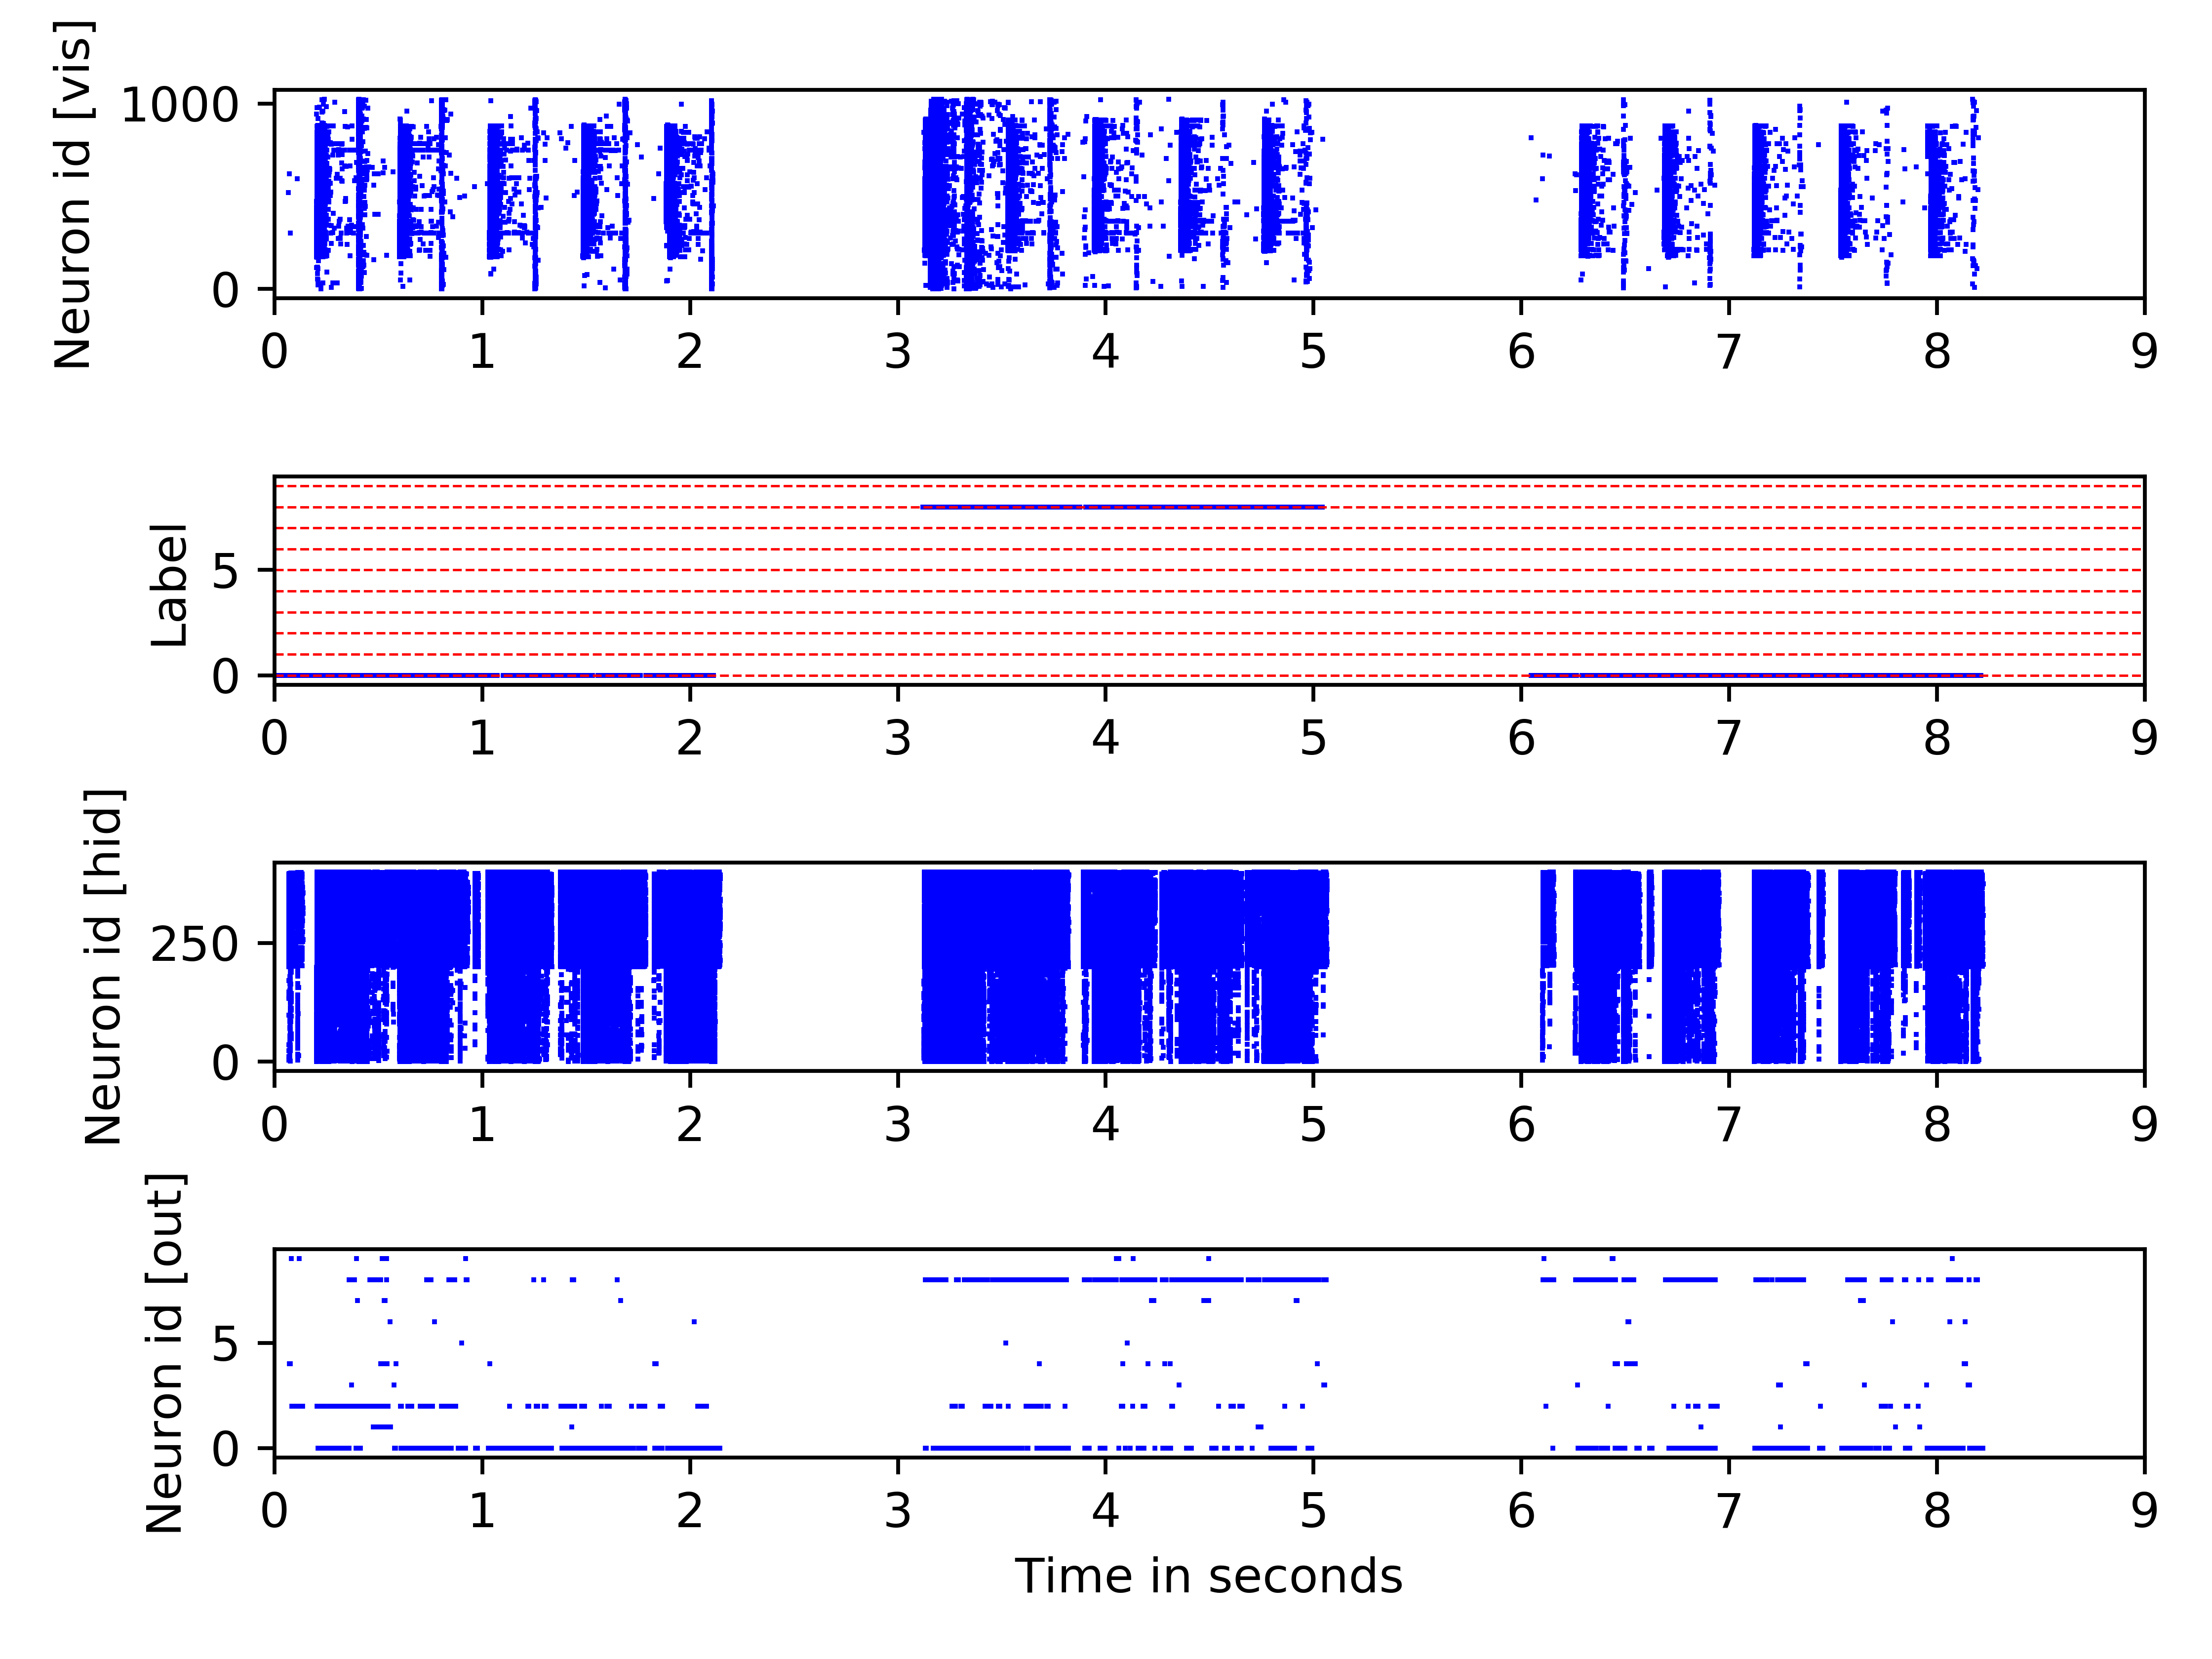 Neuron id [vis]
1000
0
0 1 2 3 4 5 6 7 8 9
Label
5
0
0 1 2 3 4 5 6 7 8 9
Neuron id [hid]
250
0
0 1 2 3 4 5 6 7 8 9
Neuron id [out]
5
0
0 1 2 3 4 5 6 7 8 9
Time in seconds